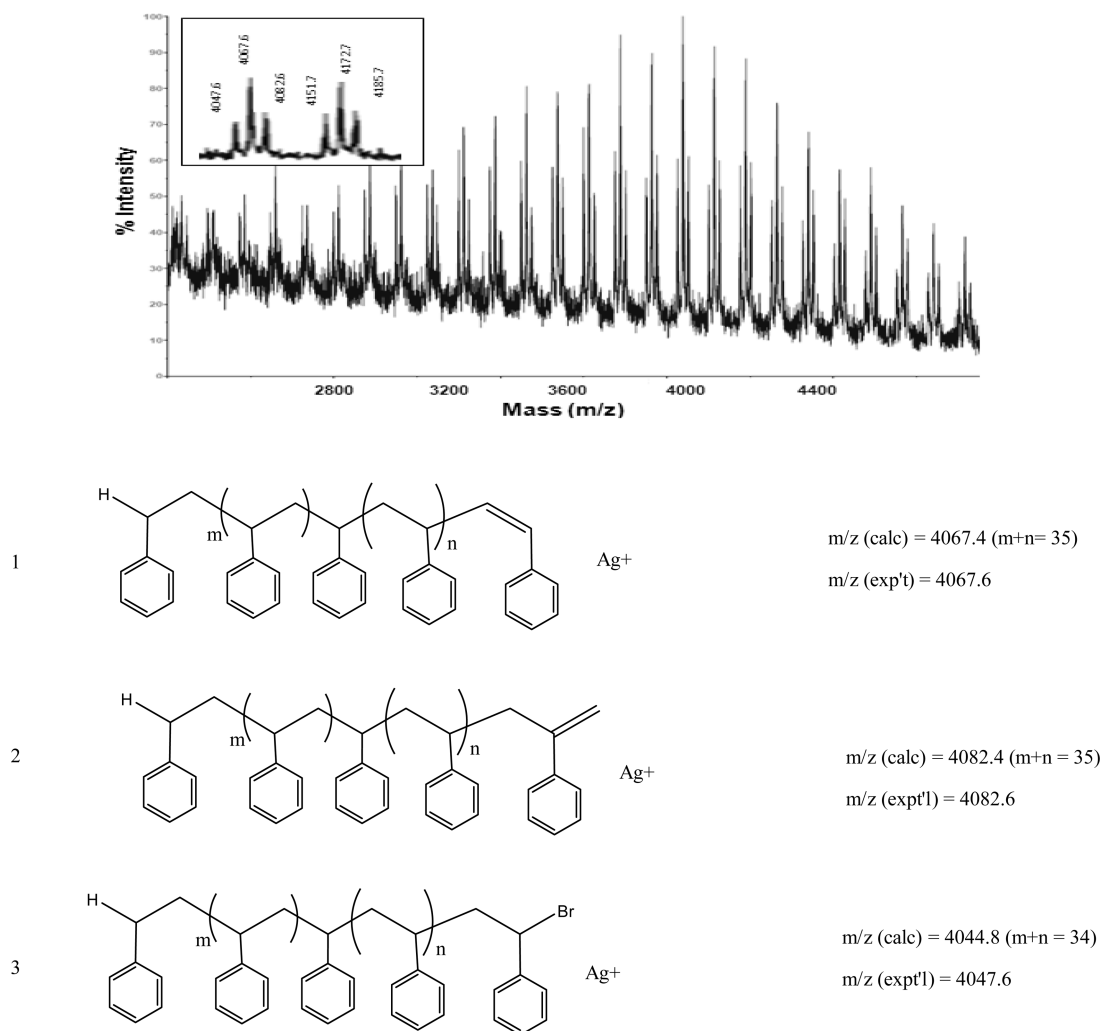 100
90
80
70
60
50
40
30
20
10
0
% Intensity
4047.6
4067.6
4082.6
4151.7
4172.7
4185.7
2800 3200 3600 4000 4400
Mass (m/z)
1
H
m
n
Ag+
m/z (calc) = 4067.4 (m+n= 35)
m/z (exp't) = 4067.6
2
H
m
n
Ag+
m/z (calc) = 4082.4 (m+n = 35)
m/z (expt'l) = 4082.6
3
H
m
n
Br
Ag+
m/z (calc) = 4044.8 (m+n = 34)
m/z (expt'l) = 4047.6